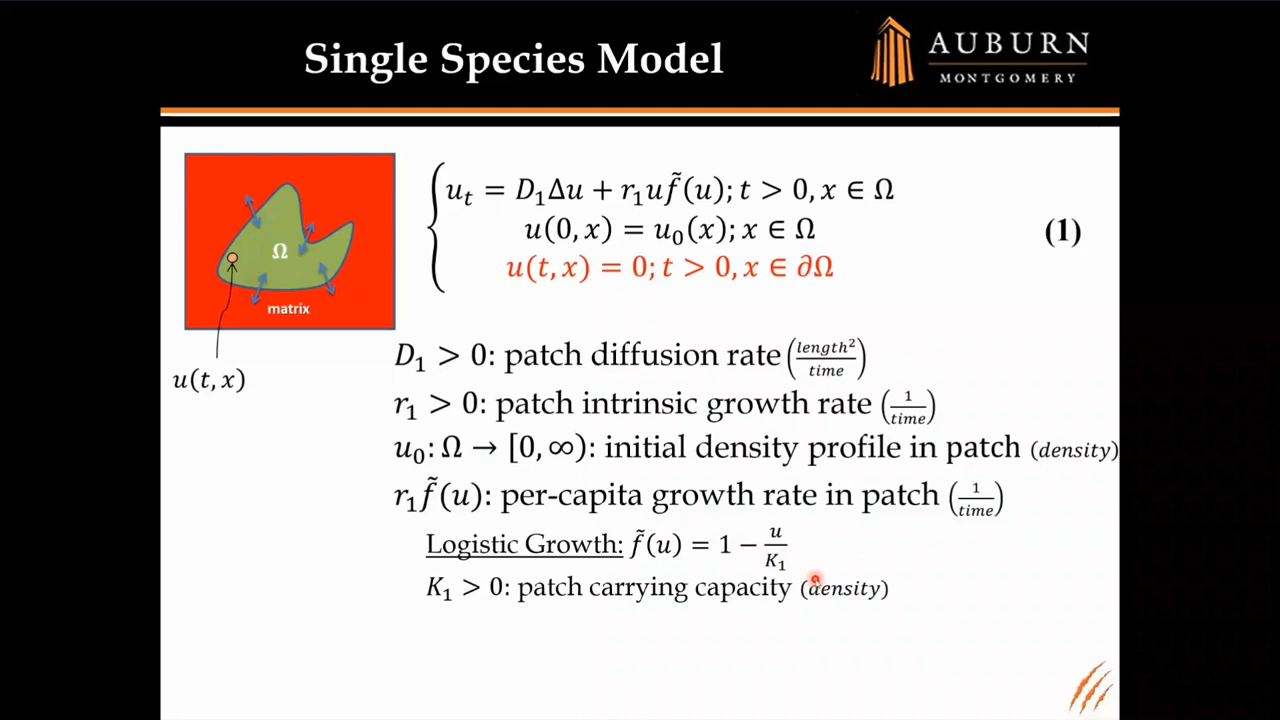 Single Species Model
AUBURN
MONTGOMERY
u_t = D_1Δu + r_1uf̃(u); t > 0, x ∈ Ω
u(0, x) = u_0(x); x ∈ Ω
(1)
u(t, x) = 0; t > 0, x ∈ ∂Ω
Ω
matrix
u(t, x)
D_1 > 0: patch diffusion rate (length²/time)
r_1 > 0: patch intrinsic growth rate (1/time)
u_0: Ω → [0, ∞): initial density profile in patch (density)
r_1f̃(u): per-capita growth rate in patch (1/time)
Logistic Growth: f̃(u) = 1 − u/K_1
K_1 > 0: patch carrying capacity (density)